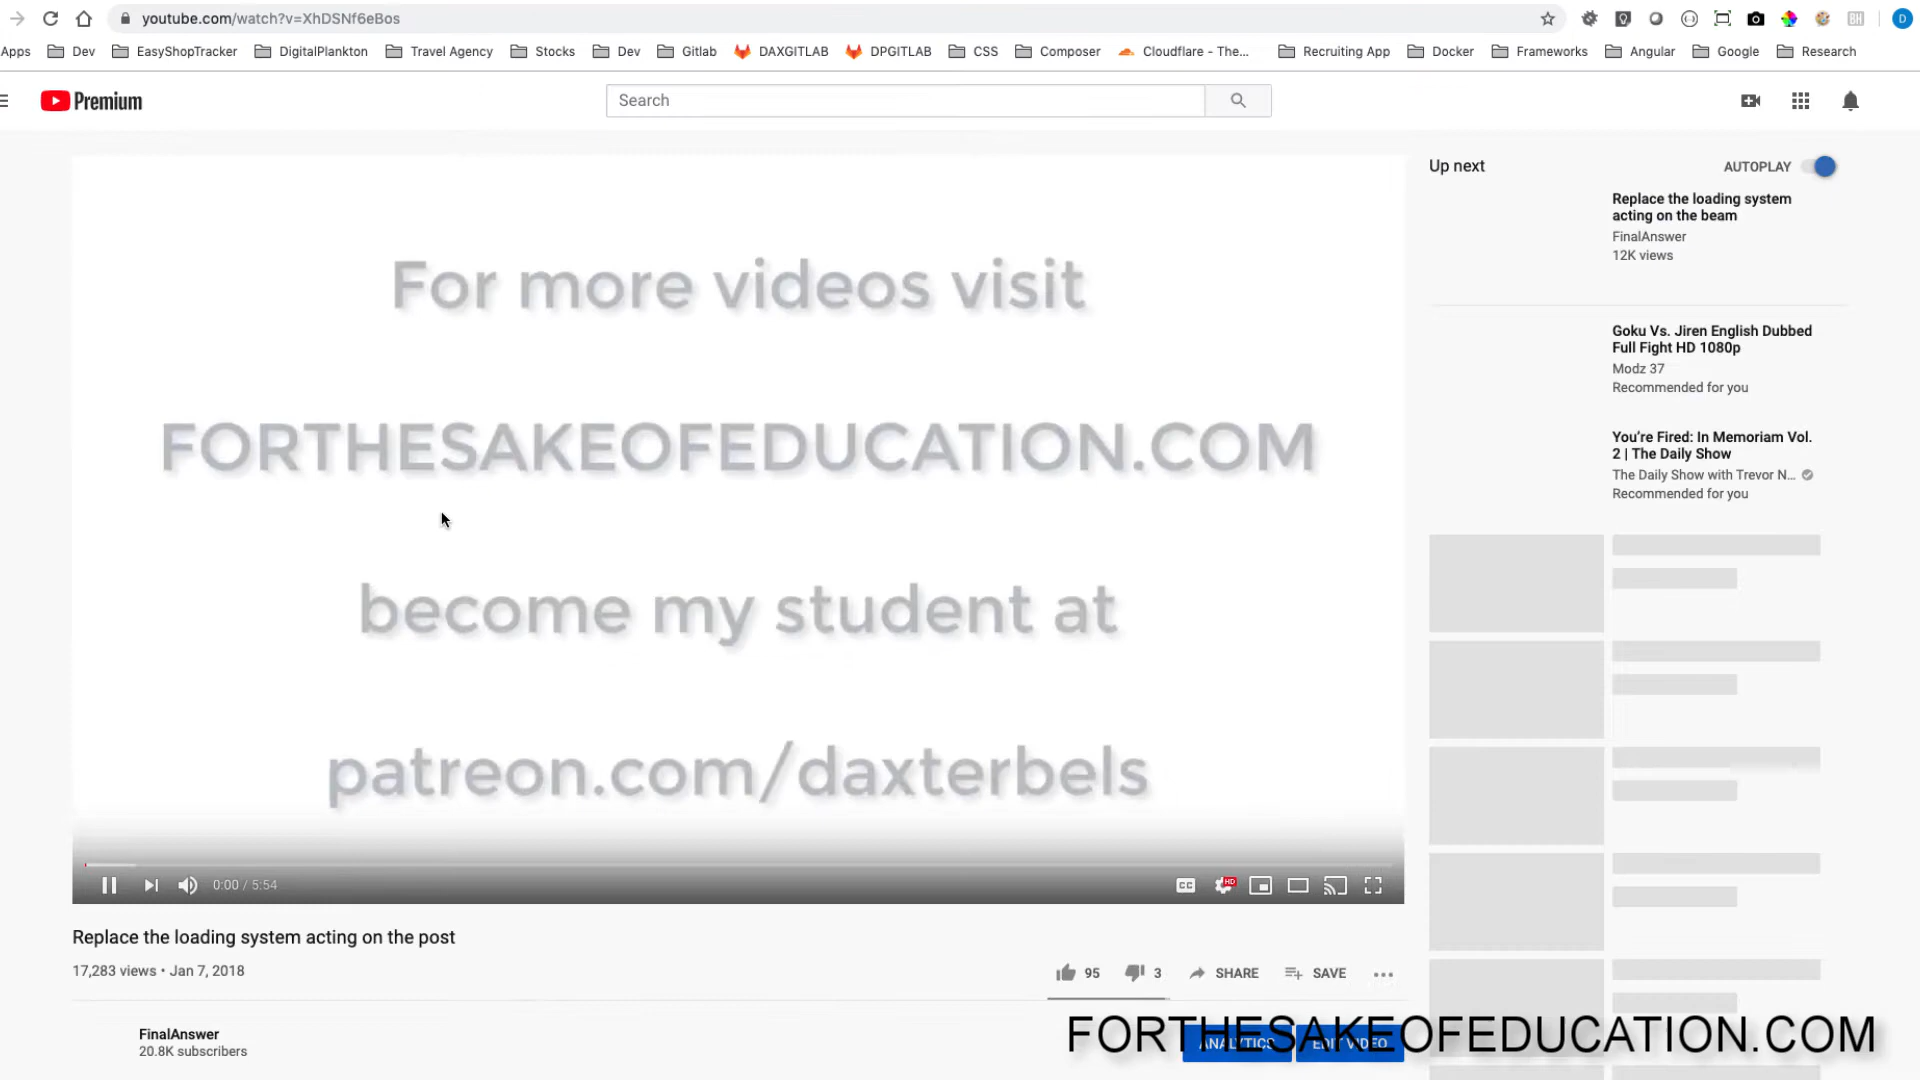 youtube.com/watch?v=XhDSNf6eBos
Apps Dev EasyShopTracker DigitalPlankton Travel Agency Stocks Dev Gitlab DAXGITLAB DPGITLAB CSS Composer Cloudflare - The... Recruiting App Docker Frameworks Angular Google Research
Premium
Search
For more videos visit
FORTHESAKEOFEDUCATION.COM
become my student at
patreon.com/daxterbels
0:00 / 5:54
CC
HD
Replace the loading system acting on the post
17,283 views • Jan 7, 2018
95 3 SHARE SAVE
FinalAnswer
20.8K subscribers
ANALYTICS EDIT VIDEO
Up next AUTOPLAY
Replace the loading system
acting on the beam
FinalAnswer
12K views
Goku Vs. Jiren English Dubbed
Full Fight HD 1080p
Modz 37
Recommended for you
You’re Fired: In Memoriam Vol.
2 | The Daily Show
The Daily Show with Trevor N...
Recommended for you
FORTHESAKEOFEDUCATION.COM
D